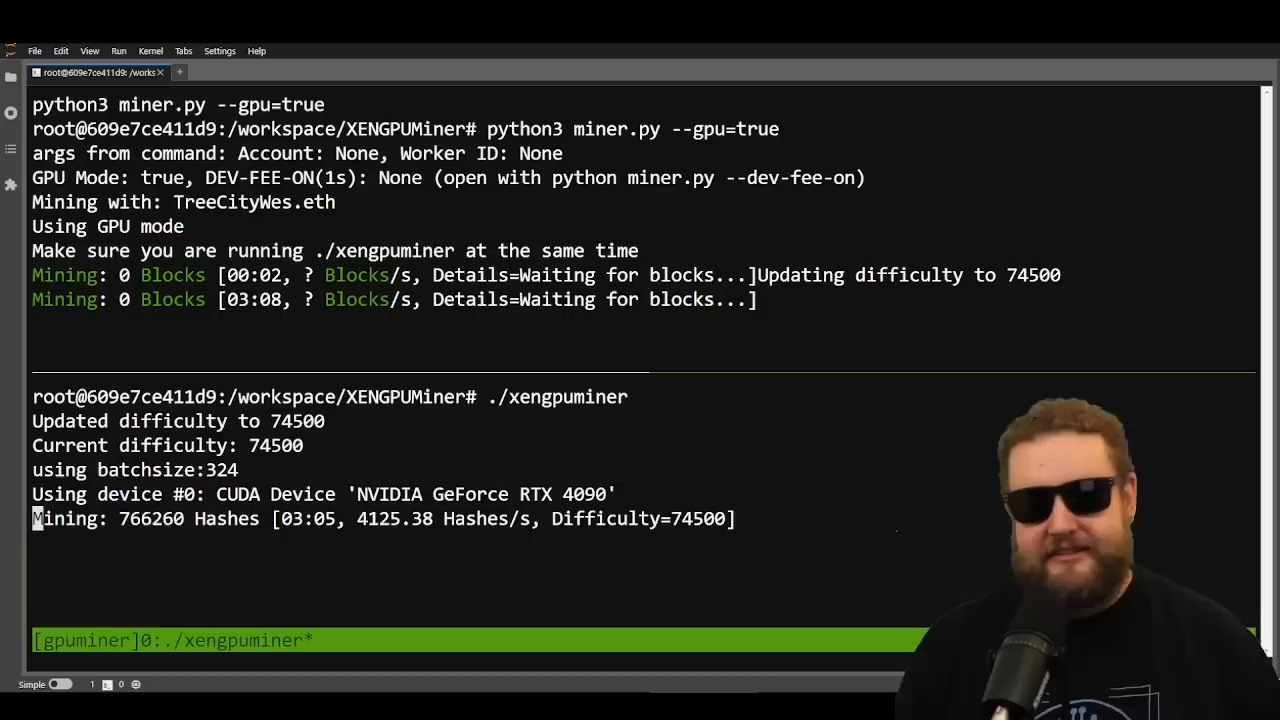 File Edit View Run Kernel Tabs Settings Help
root@609e7ce411d9: /works
python3 miner.py --gpu=true
root@609e7ce411d9:/workspace/XENGPUMiner# python3 miner.py --gpu=true
args from command: Account: None, Worker ID: None
GPU Mode: true, DEV-FEE-ON(1s): None (open with python miner.py --dev-fee-on)
Mining with: TreeCityWes.eth
Using GPU mode
Make sure you are running ./xengpuminer at the same time
Mining: 0 Blocks [00:02, ? Blocks/s, Details=Waiting for blocks...]Updating difficulty to 74500
Mining: 0 Blocks [03:08, ? Blocks/s, Details=Waiting for blocks...]
root@609e7ce411d9:/workspace/XENGPUMiner# ./xengpuminer
Updated difficulty to 74500
Current difficulty: 74500
using batchsize:324
Using device #0: CUDA Device 'NVIDIA GeForce RTX 4090'
Mining: 766260 Hashes [03:05, 4125.38 Hashes/s, Difficulty=74500]
[gpuminer]0:./xengpuminer*
Simple 1 0